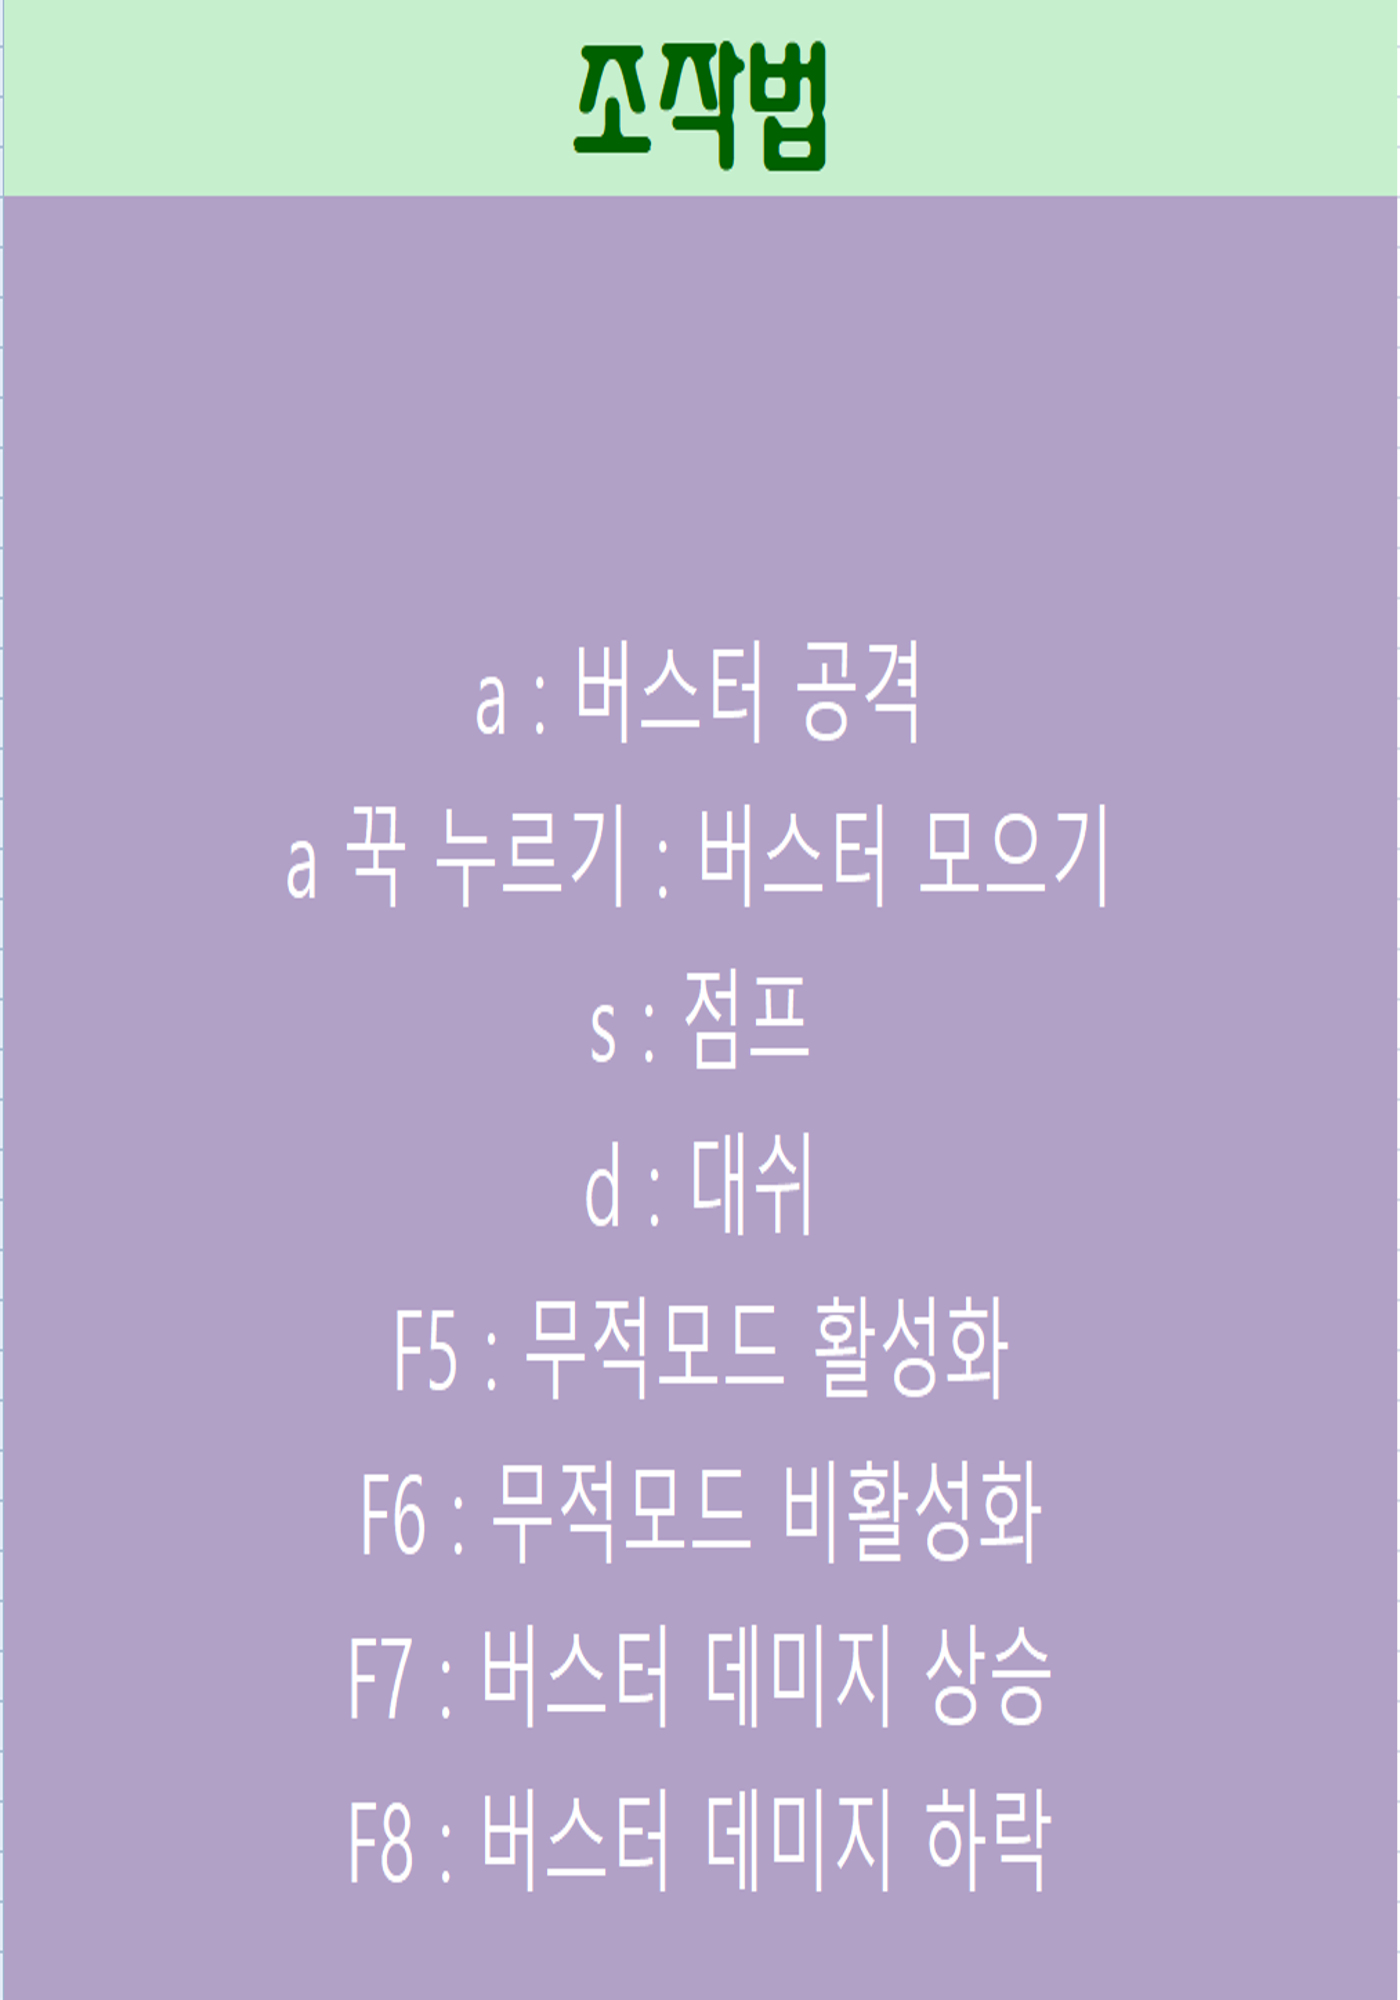 조작법
a : 버스터 공격
a 꾹 누르기 : 버스터 모으기
s : 점프
d : 대쉬
F5 : 무적모드 활성화
F6 : 무적모드 비활성화
F7 : 버스터 데미지 상승
F8 : 버스터 데미지 하락